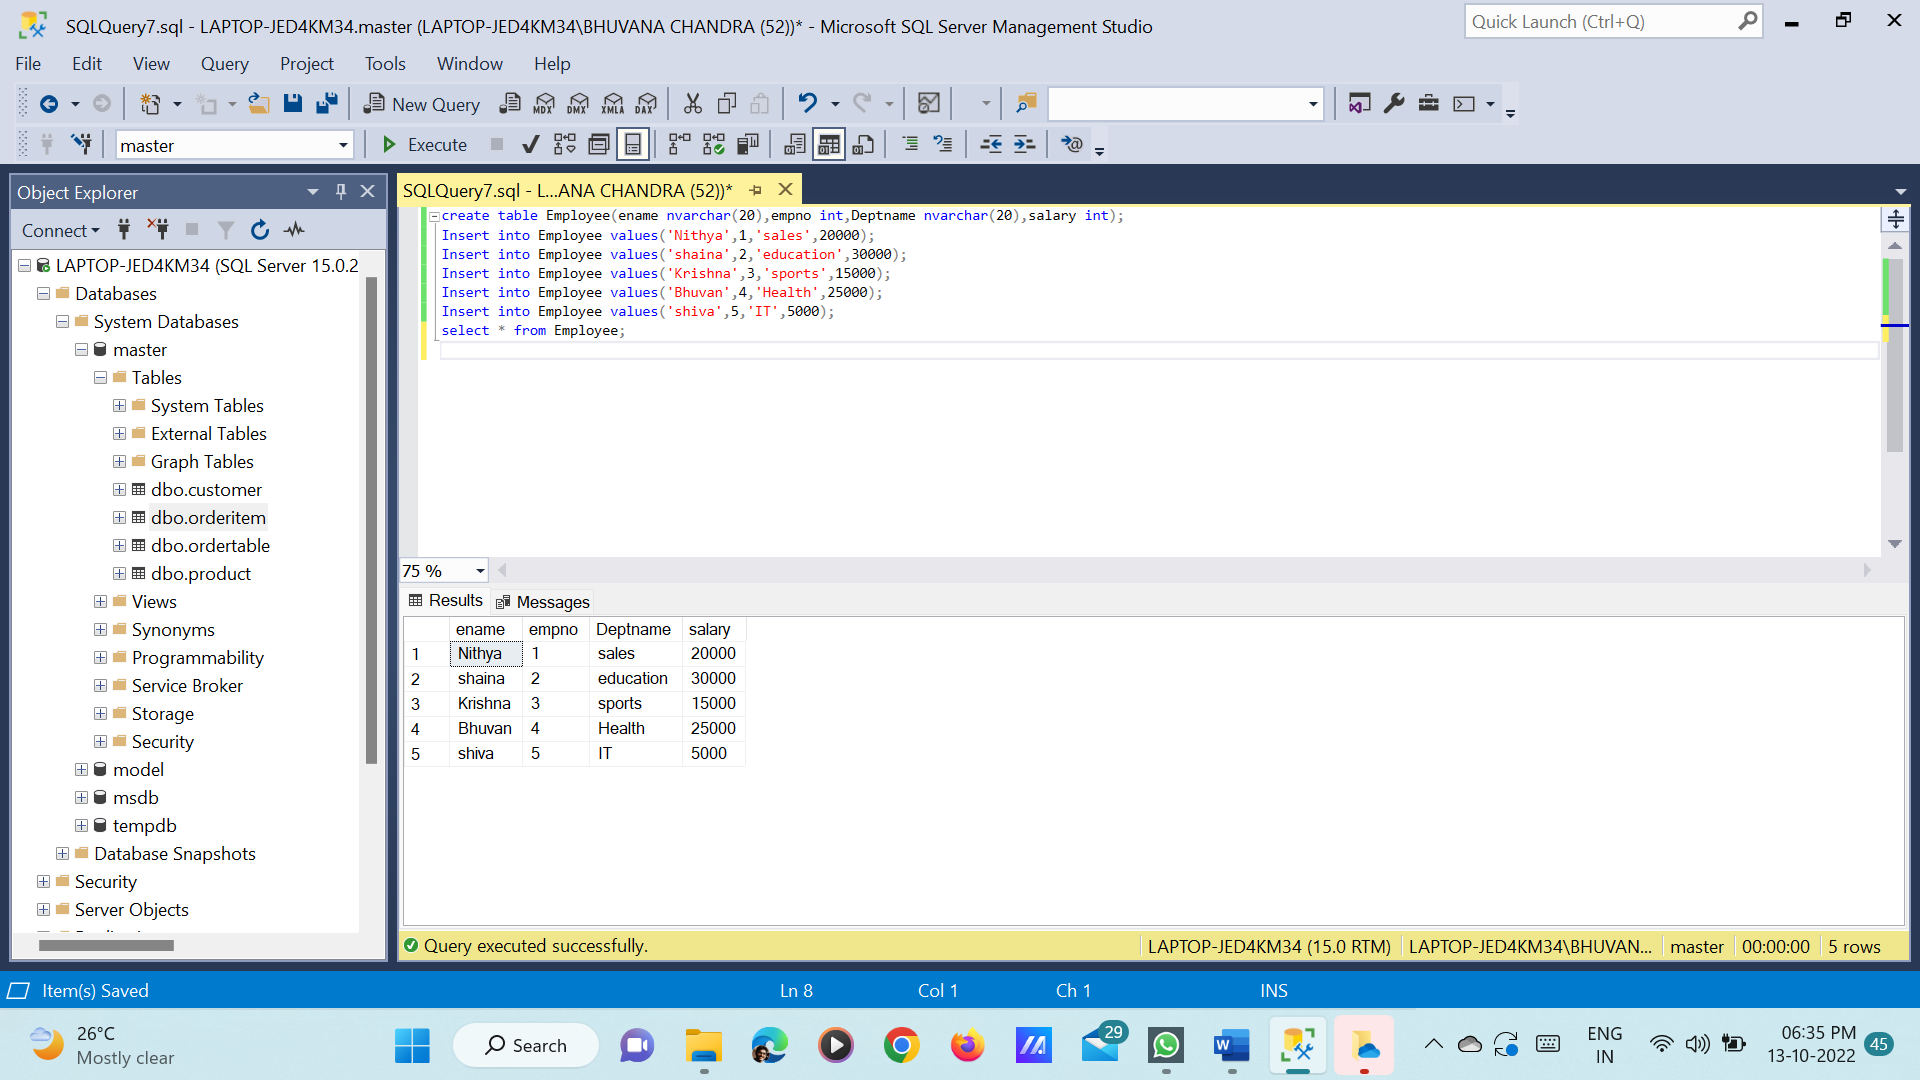 SQLQuery7.sql - LAPTOP-JED4KM34.master (LAPTOP-JED4KM34\BHUVANA CHANDRA (52))* - Microsoft SQL Server Management Studio
Quick Launch (Ctrl+Q)
File Edit View Query Project Tools Window Help
New Query MDX DMX XMLA DAX
master Execute
Object Explorer
Connect
LAPTOP-JED4KM34 (SQL Server 15.0.2
Databases
System Databases
master
Tables
System Tables
External Tables
Graph Tables
dbo.customer
dbo.orderitem
dbo.ordertable
dbo.product
Views
Synonyms
Programmability
Service Broker
Storage
Security
model
msdb
tempdb
Database Snapshots
Security
Server Objects
SQLQuery7.sql - L...ANA CHANDRA (52))*
create table Employee(ename nvarchar(20),empno int,Deptname nvarchar(20),salary int);
Insert into Employee values('Nithya',1,'sales',20000);
Insert into Employee values('shaina',2,'education',30000);
Insert into Employee values('Krishna',3,'sports',15000);
Insert into Employee values('Bhuvan',4,'Health',25000);
Insert into Employee values('shiva',5,'IT',5000);
select * from Employee;
75 %
Results Messages
ename empno Deptname salary
1 Nithya 1 sales 20000
2 shaina 2 education 30000
3 Krishna 3 sports 15000
4 Bhuvan 4 Health 25000
5 shiva 5 IT 5000
Query executed successfully. LAPTOP-JED4KM34 (15.0 RTM) LAPTOP-JED4KM34\BHUVAN... master 00:00:00 5 rows
Item(s) Saved Ln 8 Col 1 Ch 1 INS
26°C
Mostly clear
Search
29
ENG
IN
06:35 PM
13-10-2022
45